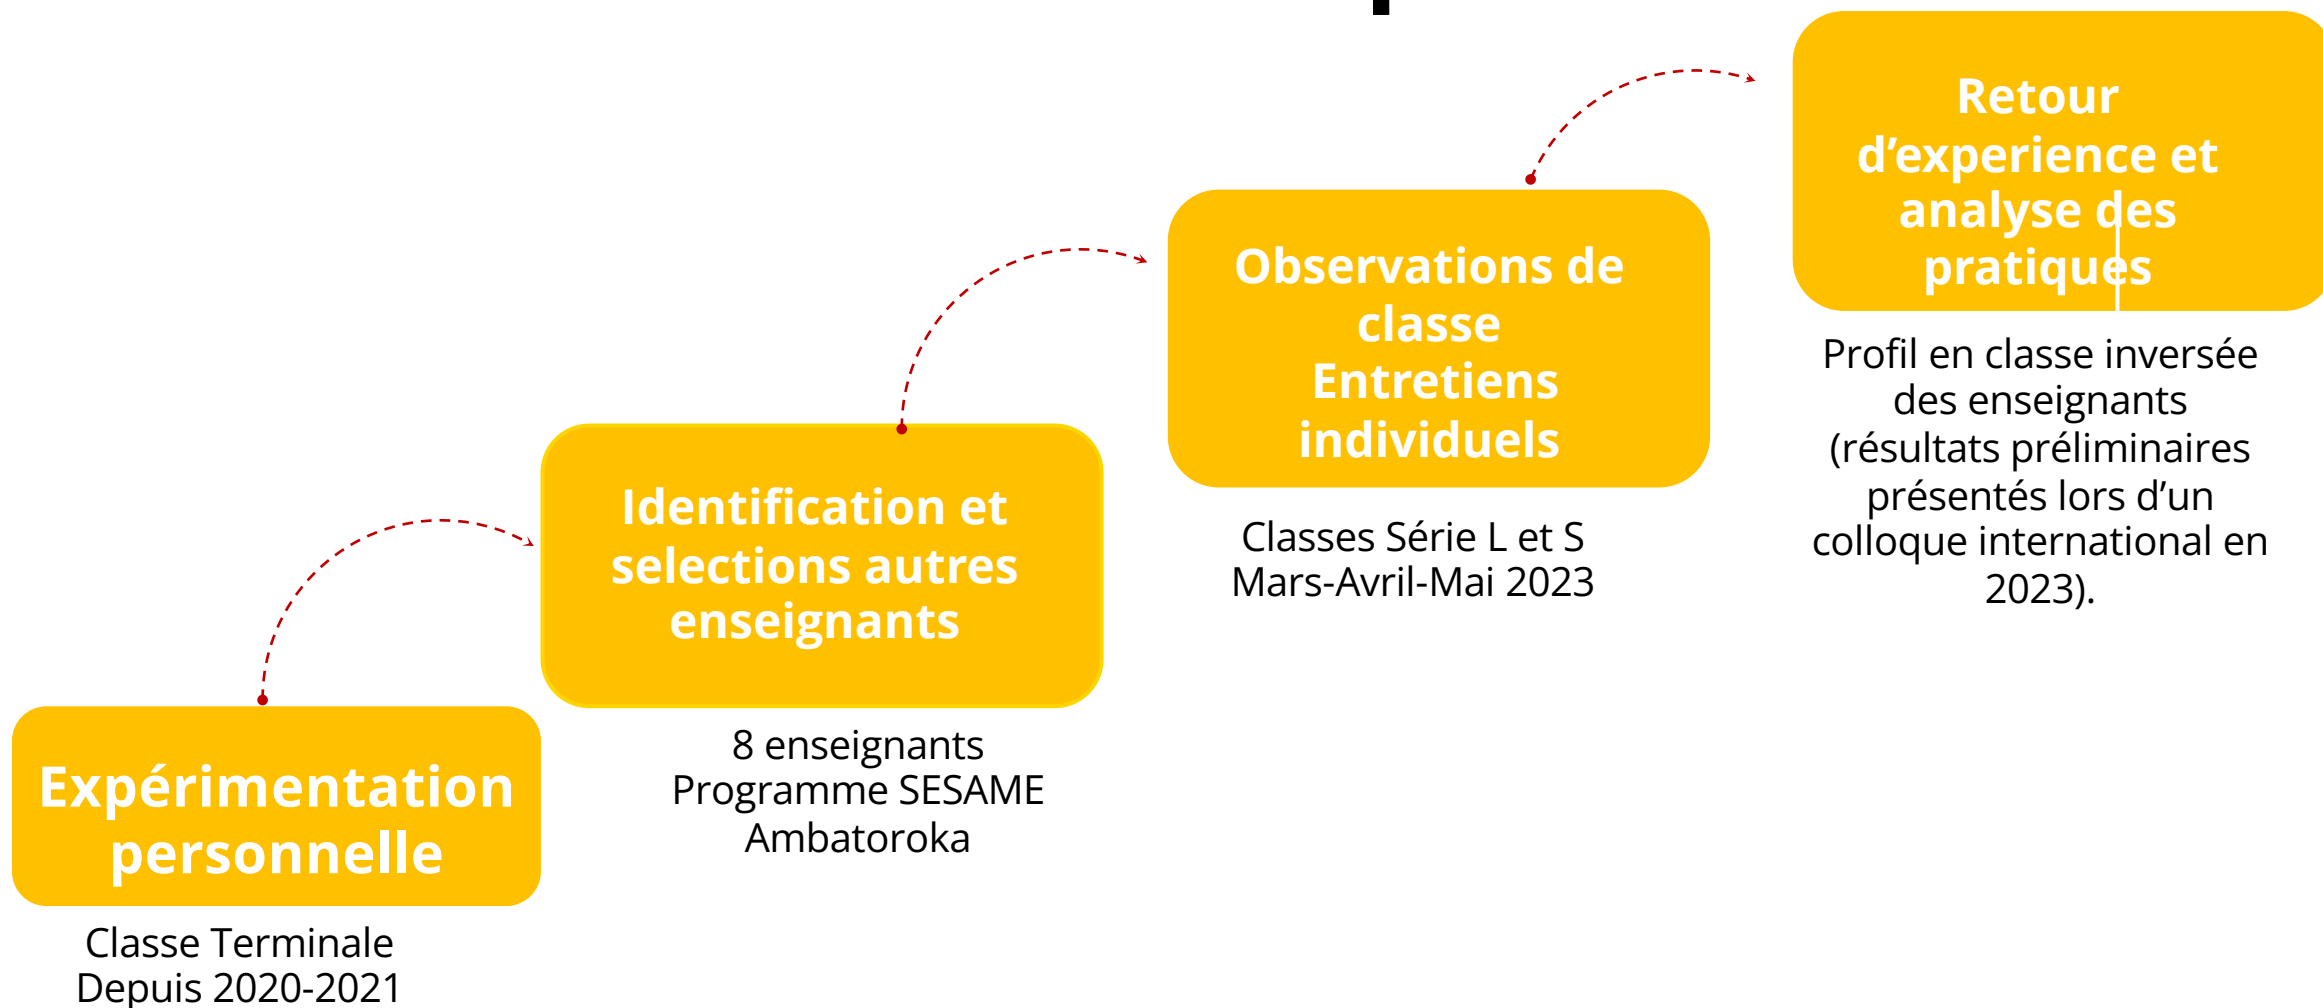 Expérimentation
personnelle
Classe Terminale
Depuis 2020-2021
Identification et
selections autres
enseignants
8 enseignants
Programme SESAME
Ambatoroka
Observations de
classe
Entretiens
individuels
Classes Série L et S
Mars-Avril-Mai 2023
Retour
d’experience et
analyse des
pratiques
Profil en classe inversée
des enseignants
(résultats préliminaires
présentés lors d’un
colloque international en
2023).